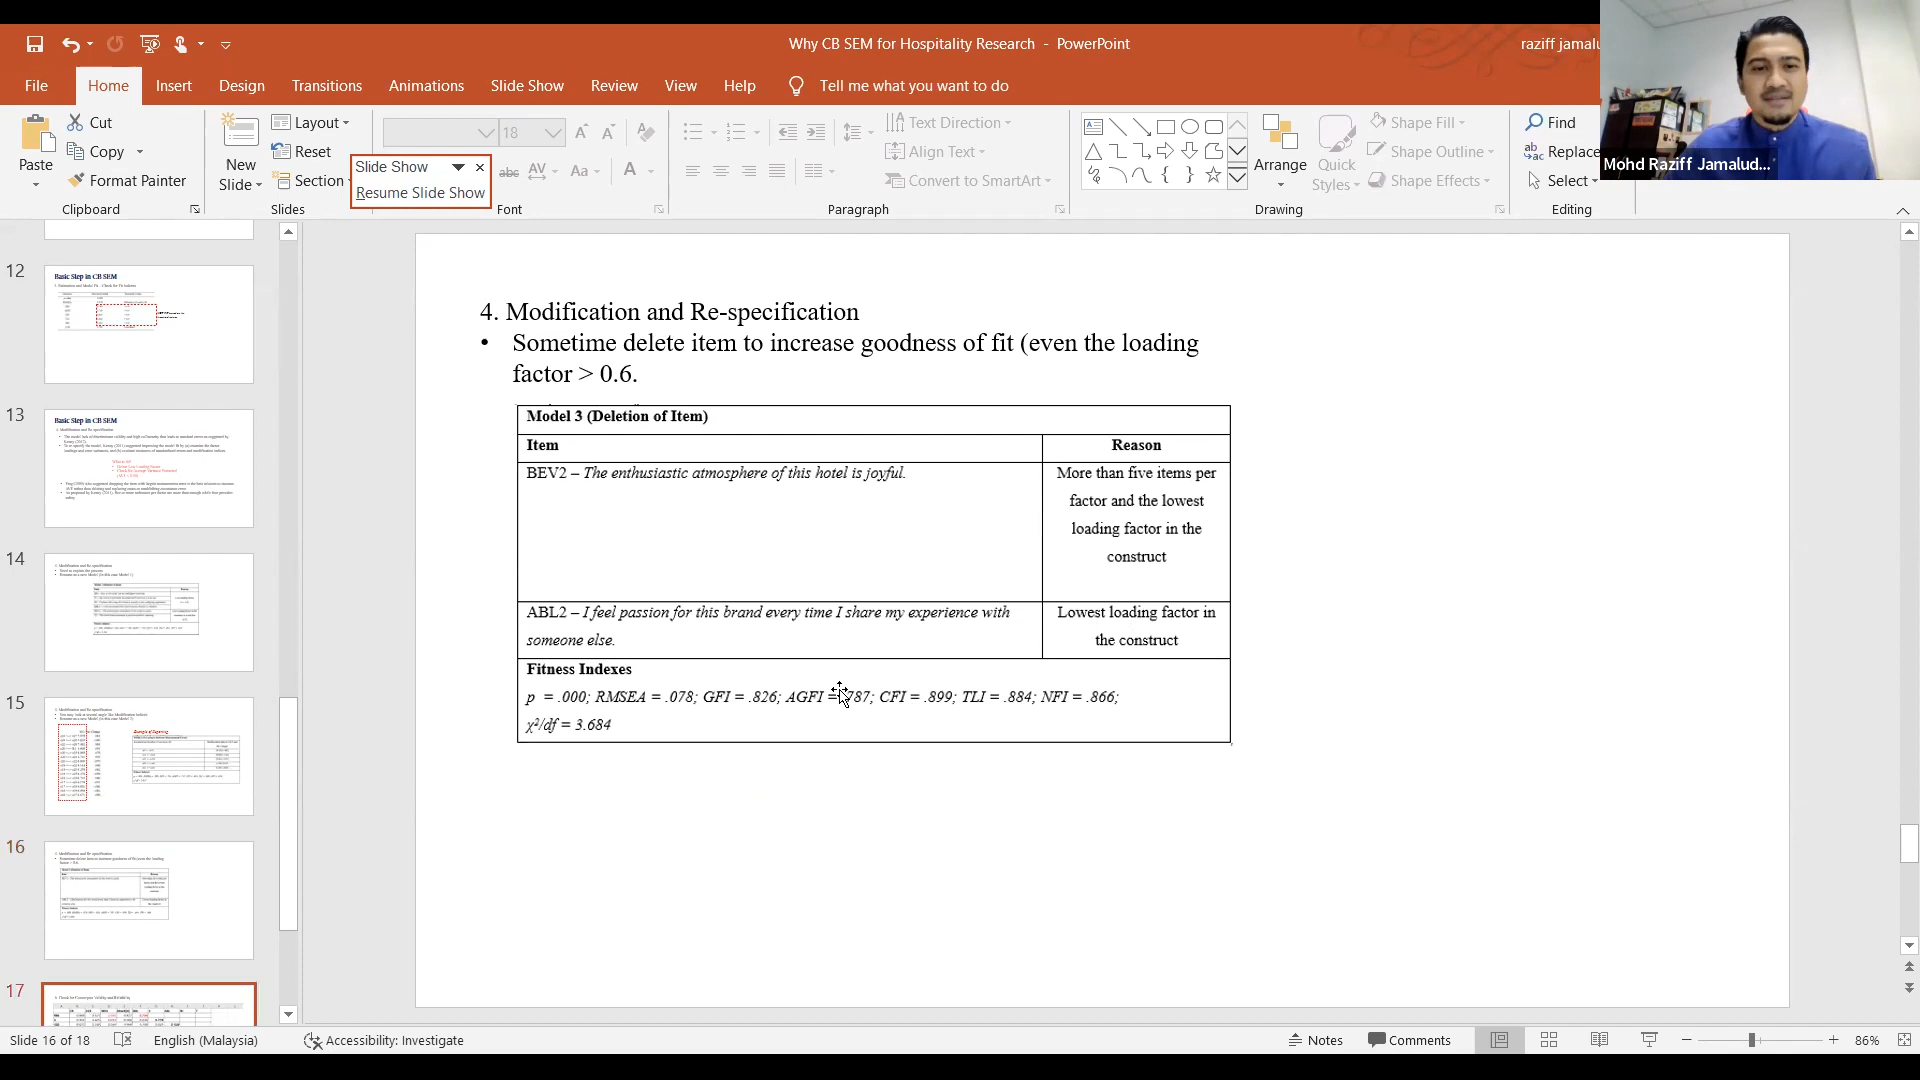 Why CB SEM for Hospitality Research - PowerPoint
raziff jamalu
File Home Insert Design Transitions Animations Slide Show Review View Help Tell me what you want to do
Paste
Cut
Copy
Format Painter
Clipboard
New
Slide
Layout
Reset
Section
Slides
Slide Show
Resume Slide Show
18
abc
AV
Aa
A
Font
Text Direction
Align Text
Convert to SmartArt
Paragraph
Arrange
Quick
Styles
Shape Fill
Shape Outline
Shape Effects
Drawing
Find
Replace
Select
Editing
Mohd Raziff Jamalud...
12
Basic Step in CB SEM
13
Basic Step in CB SEM
14
15
16
17
4. Modification and Re-specification
• Sometime delete item to increase goodness of fit (even the loading
factor > 0.6.
Model 3 (Deletion of Item)
Item Reason
BEV2 – The enthusiastic atmosphere of this hotel is joyful.
More than five items per
factor and the lowest
loading factor in the
construct
ABL2 – I feel passion for this brand every time I share my experience with
someone else.
Lowest loading factor in
the construct
Fitness Indexes
p = .000; RMSEA = .078; GFI = .826; AGFI = .787; CFI = .899; TLI = .884; NFI = .866;
χ²/df = 3.684
Slide 16 of 18 English (Malaysia) Accessibility: Investigate Notes Comments 86%